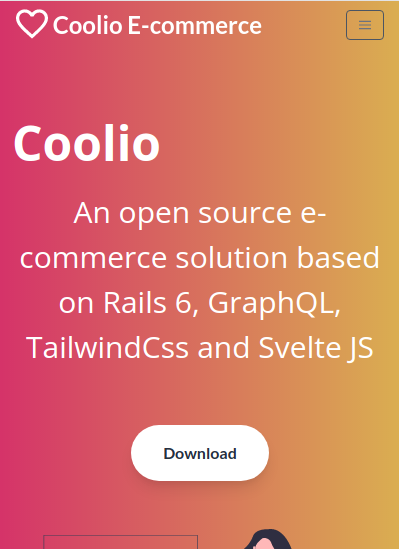 Coolio E-commerce
Coolio
An open source e-
commerce solution based
on Rails 6, GraphQL,
TailwindCss and Svelte JS
Download